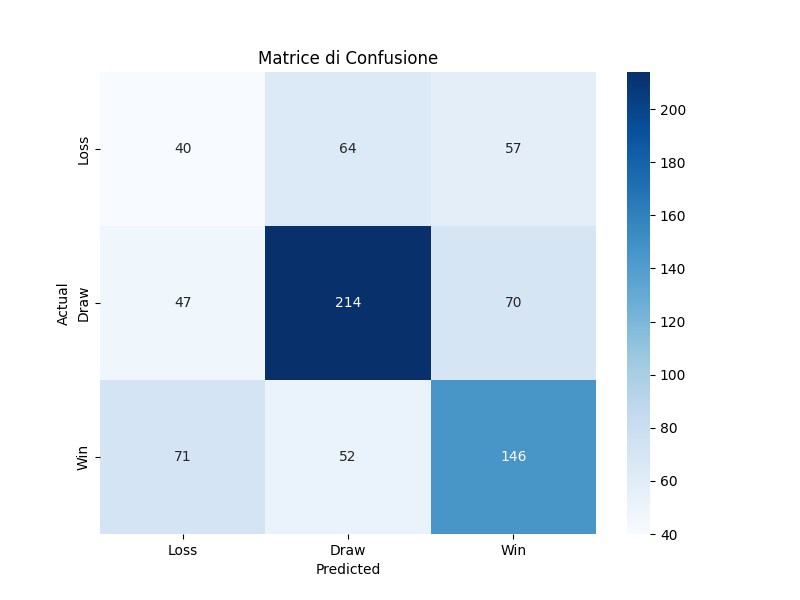 Matrice di Confusione
Actual
Loss
40 64 57
Draw
47 214 70
Win
71 52 146
Loss Draw Win
Predicted
200
180
160
140
120
100
80
60
40